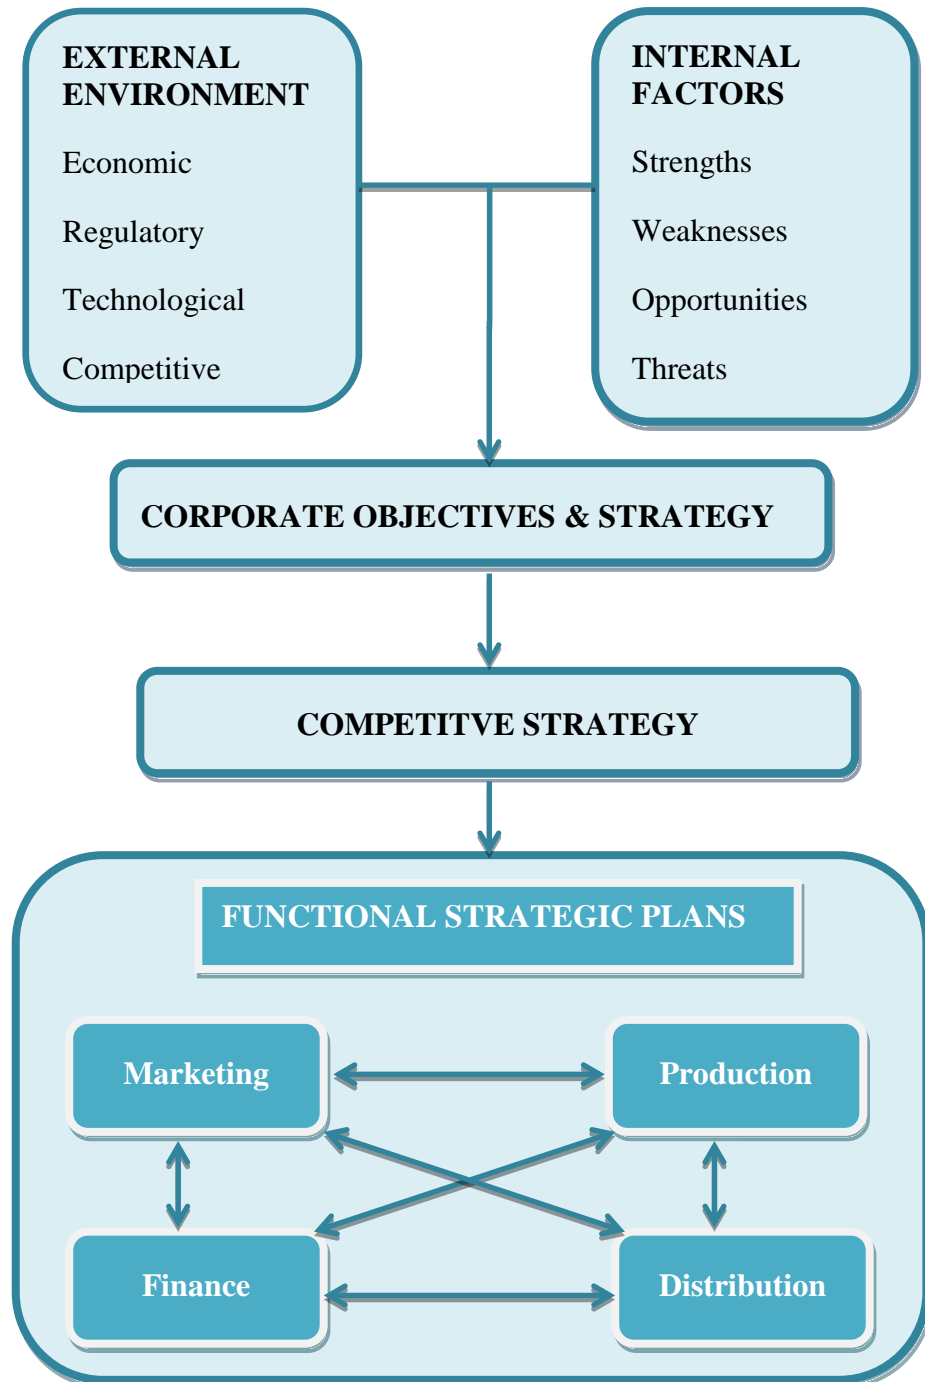 EXTERNAL
ENVIRONMENT
Economic
Regulatory
Technological
Competitive
INTERNAL
FACTORS
Strengths
Weaknesses
Opportunities
Threats
CORPORATE OBJECTIVES & STRATEGY
COMPETITVE STRATEGY
FUNCTIONAL STRATEGIC PLANS
Marketing
Production
Finance
Distribution